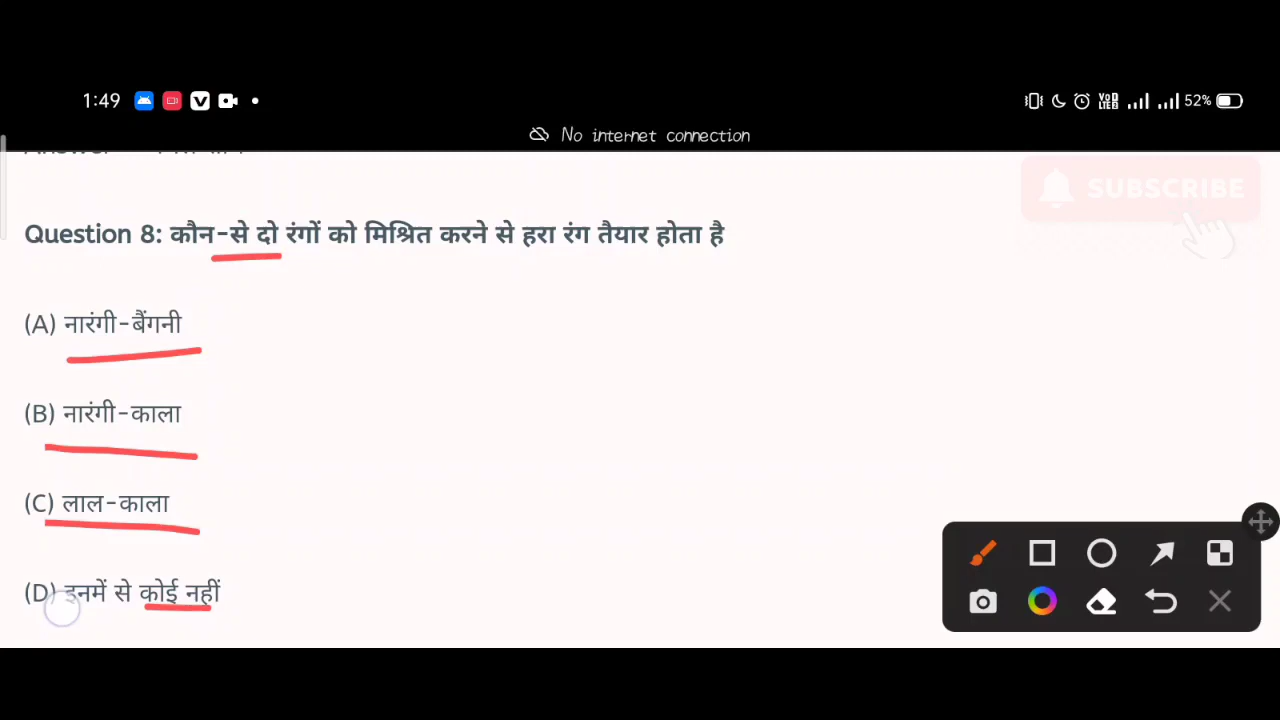 1:49
52%
No internet connection
SUBSCRIBE
Question 8: कौन-से दो रंगों को मिश्रित करने से हरा रंग तैयार होता है
(A) नारंगी-बैंगनी
(B) नारंगी-काला
(C) लाल-काला
(D) इनमें से कोई नहीं